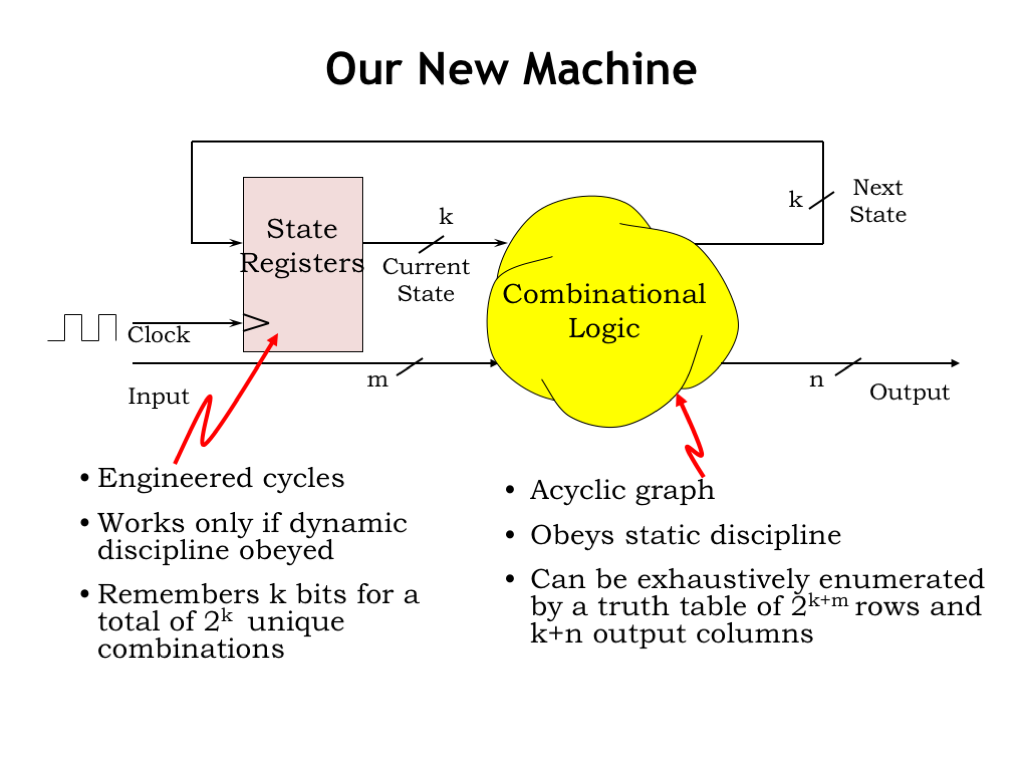 Our New Machine
k
Next
State
State
Registers
k
Current
State
Combinational
Logic
Clock
Input
m
n
Output
• Engineered cycles
• Works only if dynamic
discipline obeyed
• Remembers k bits for a
total of 2^k unique
combinations
• Acyclic graph
• Obeys static discipline
• Can be exhaustively enumerated
by a truth table of 2^k+m rows and
k+n output columns